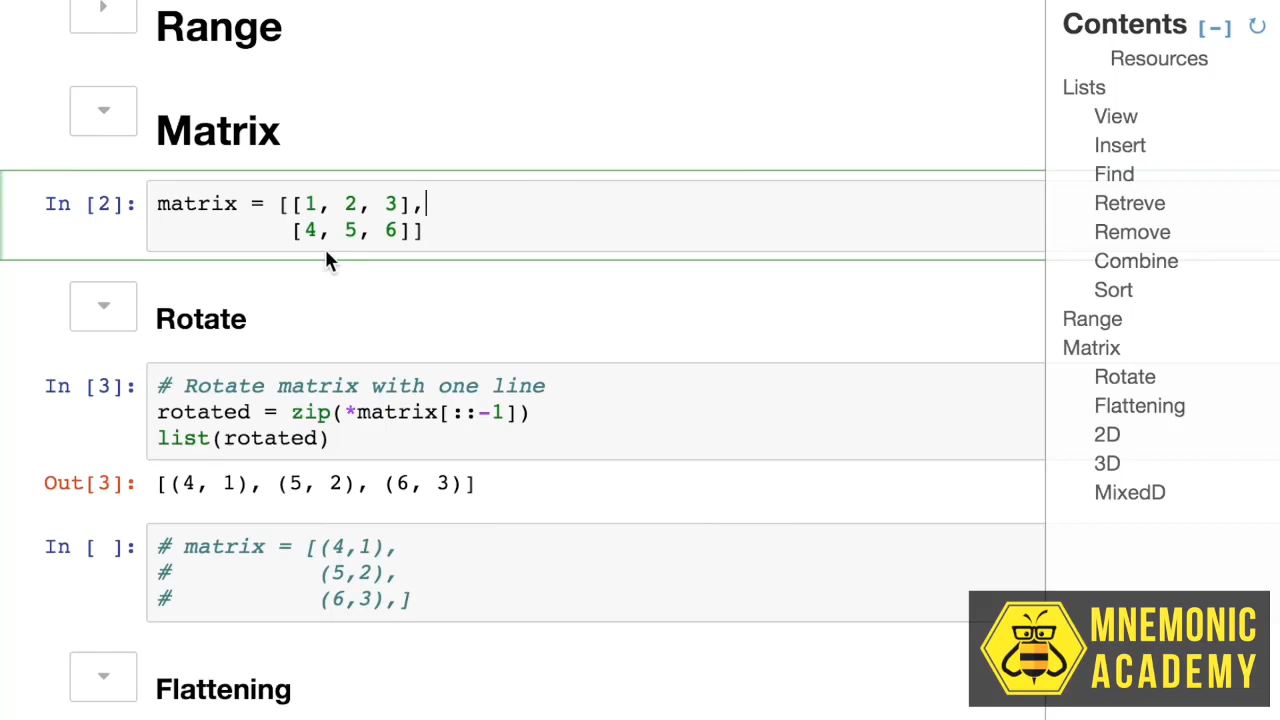 Range
Matrix
In [2]: matrix = [[1, 2, 3],
[4, 5, 6]]
Rotate
In [3]: # Rotate matrix with one line
rotated = zip(*matrix[::-1])
list(rotated)
Out[3]: [(4, 1), (5, 2), (6, 3)]
In [ ]: # matrix = [(4,1),
# (5,2),
# (6,3),]
Flattening
Contents [-] ↻
Resources
Lists
View
Insert
Find
Retreve
Remove
Combine
Sort
Range
Matrix
Rotate
Flattening
2D
3D
MixedD
MNEMONIC
ACADEMY